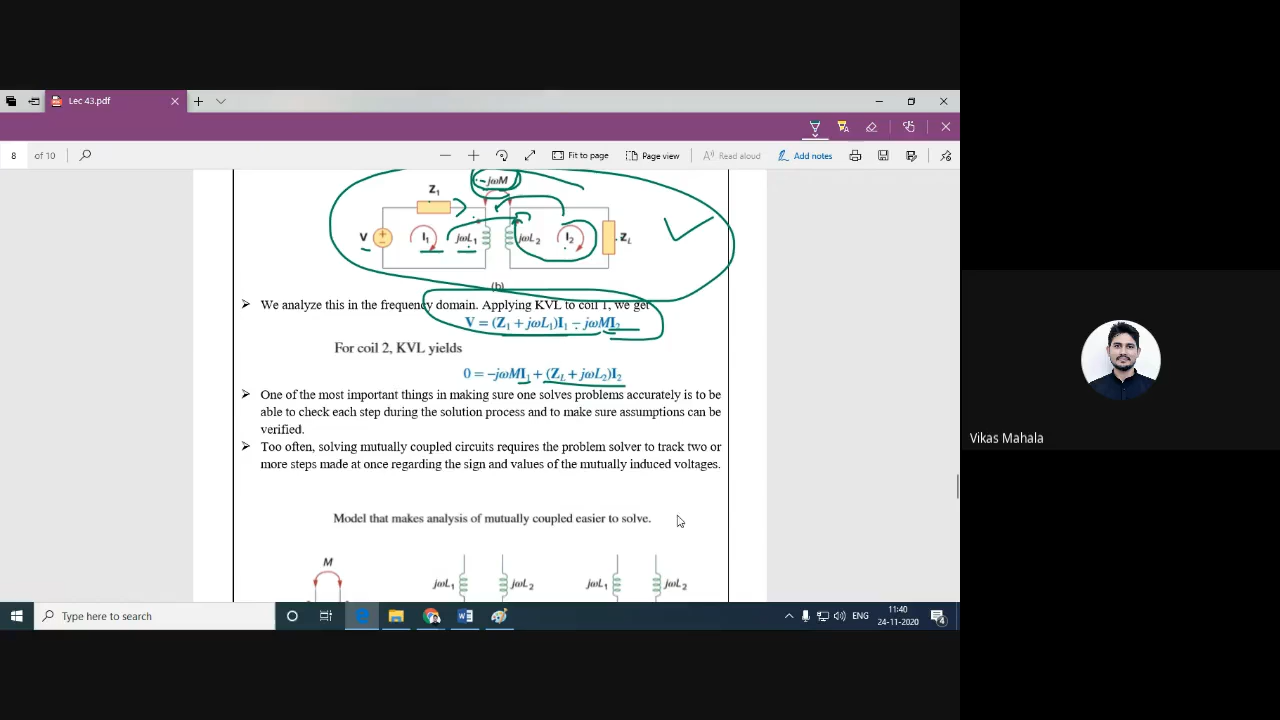 Lec 43.pdf
8 of 10
Fit to page
Page view
Read aloud
Add notes
-jωM
Z1
V
I1
jωL1
jωL2
I2
ZL
(b)
➢ We analyze this in the frequency domain. Applying KVL to coil 1, we get
V = (Z1 + jωL1)I1 − jωMI2
For coil 2, KVL yields
0 = −jωMI1 + (ZL + jωL2)I2
➢ One of the most important things in making sure one solves problems accurately is to be
able to check each step during the solution process and to make sure assumptions can be
verified.
➢ Too often, solving mutually coupled circuits requires the problem solver to track two or
more steps made at once regarding the sign and values of the mutually induced voltages.
Model that makes analysis of mutually coupled easier to solve.
M
jωL1
jωL2
jωL1
jωL2
Vikas Mahala
Type here to search
ENG
11:40
24-11-2020
4